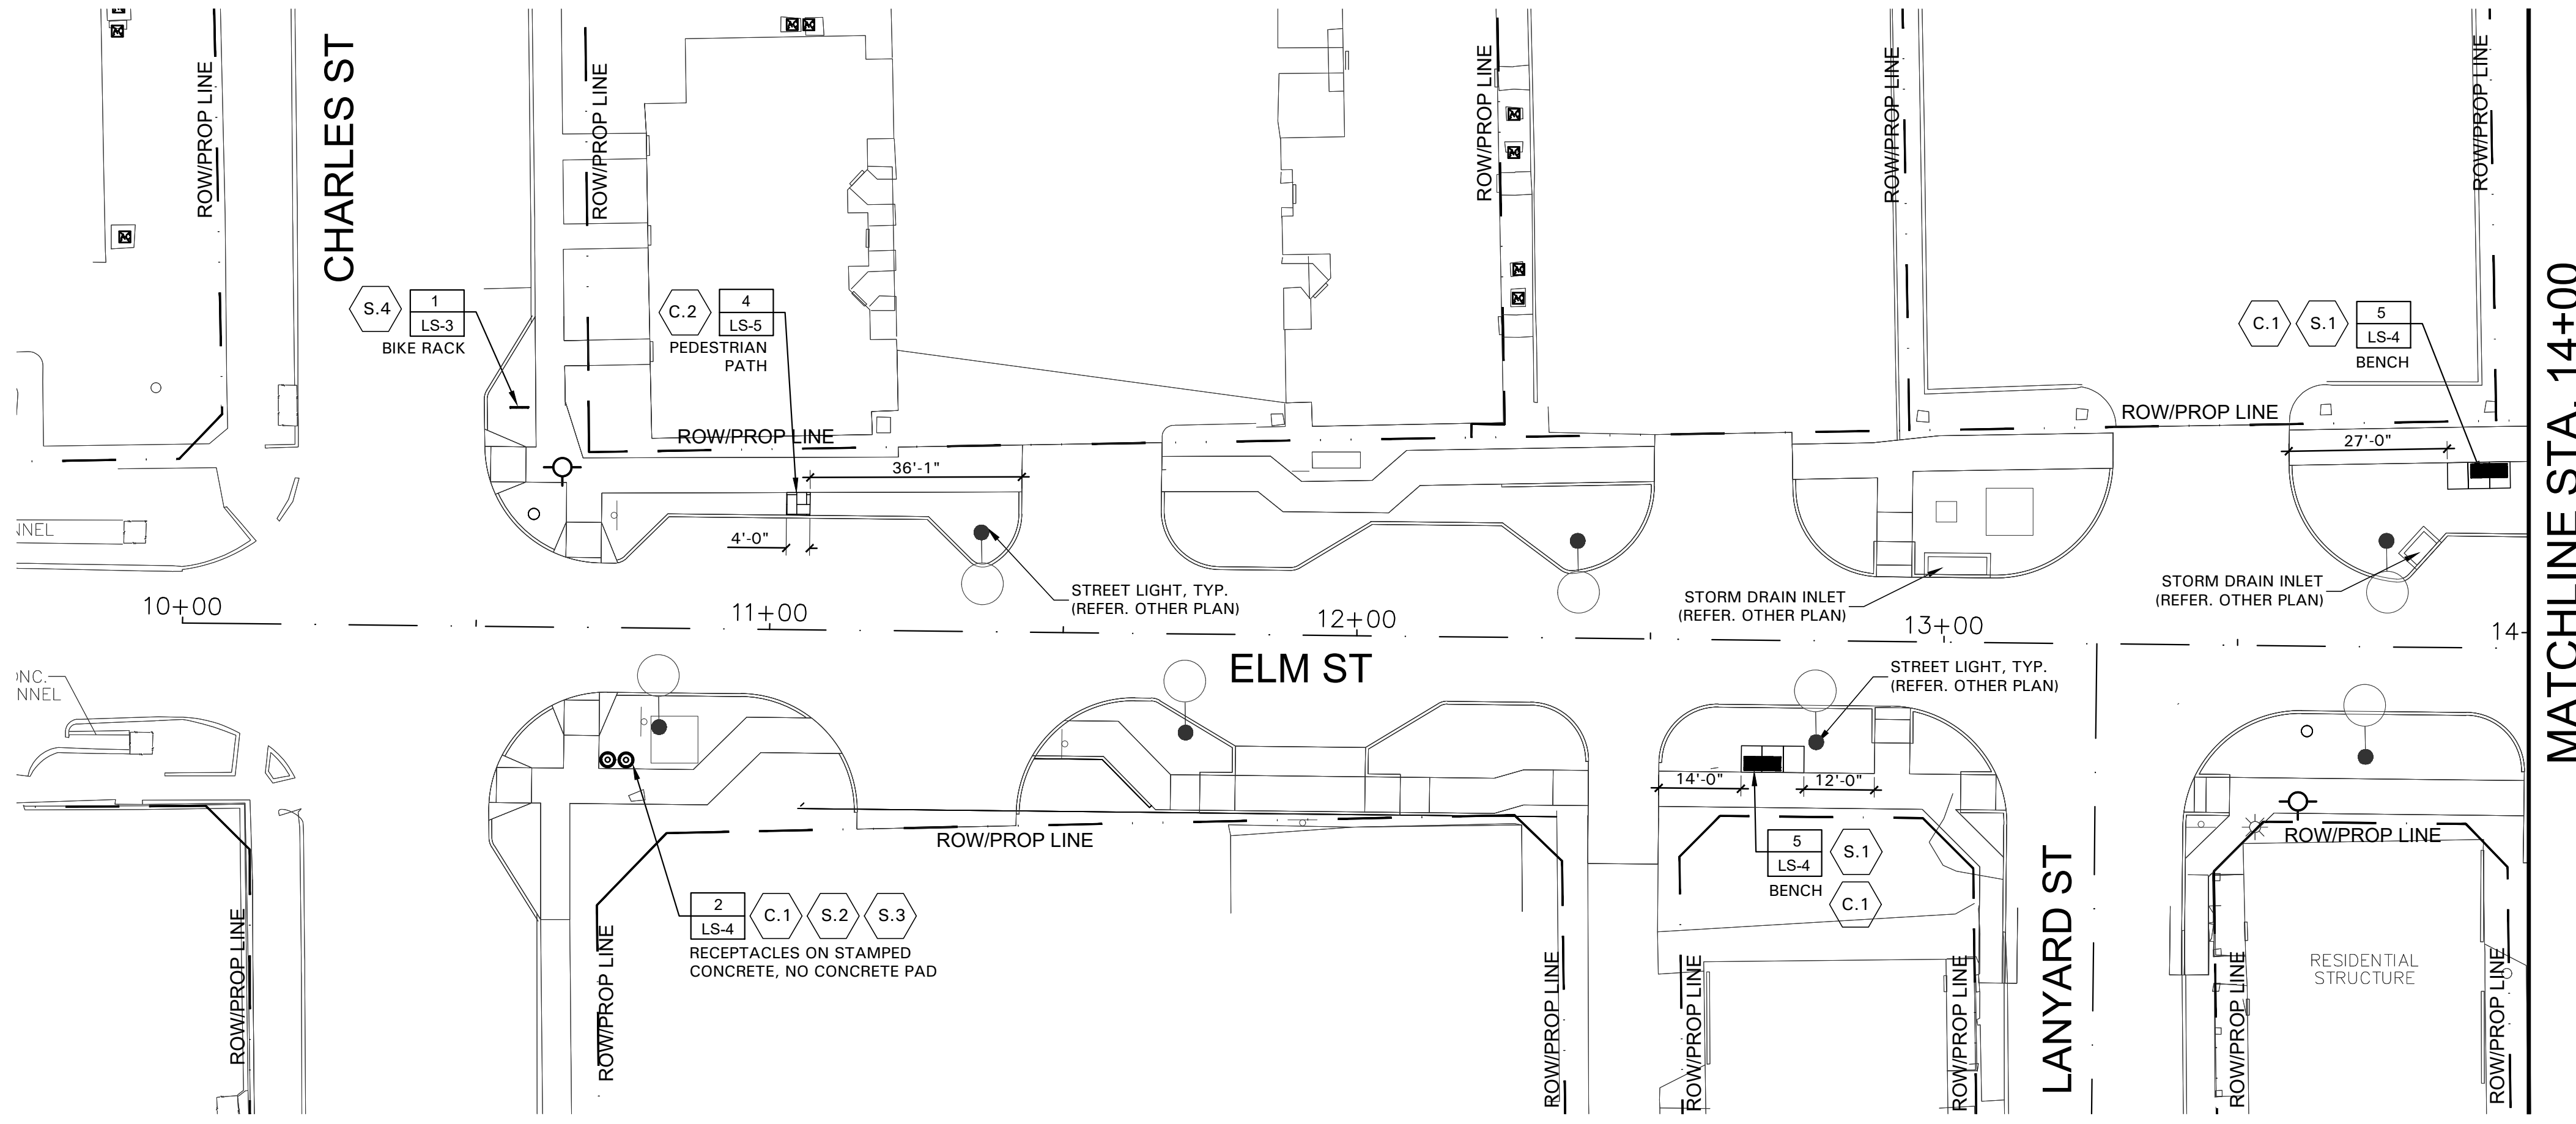 ROW/PROP LINE
CHARLES ST
ROW/PROP LINE
ROW/PROP LINE
ROW/PROP LINE
ROW/PROP LINE
S.4
1
LS-3
BIKE RACK
C.2
4
LS-5
PEDESTRIAN
PATH
C.1
S.1
5
LS-4
BENCH
MATCHLINE STA. 14+00
ROW/PROP LINE
ROW/PROP LINE
36'-1"
27'-0"
4'-0"
NNEL
STREET LIGHT, TYP.
(REFER. OTHER PLAN)
STORM DRAIN INLET
(REFER. OTHER PLAN)
STORM DRAIN INLET
(REFER. OTHER PLAN)
10+00
11+00
12+00
13+00
14
ELM ST
NC.
NNEL
STREET LIGHT, TYP.
(REFER. OTHER PLAN)
14'-0"
12'-0"
ROW/PROP LINE
ROW/PROP LINE
5
LS-4
BENCH
S.1
C.1
2
LS-4
C.1
S.2
S.3
RECEPTACLES ON STAMPED
CONCRETE, NO CONCRETE PAD
ROW/PROP LINE
ROW/PROP LINE
ROW/PROP LINE
ROW/PROP LINE
ROW/PROP LINE
LANYARD ST
ROW/PROP LINE
RESIDENTIAL
STRUCTURE
ROW/PROP LINE